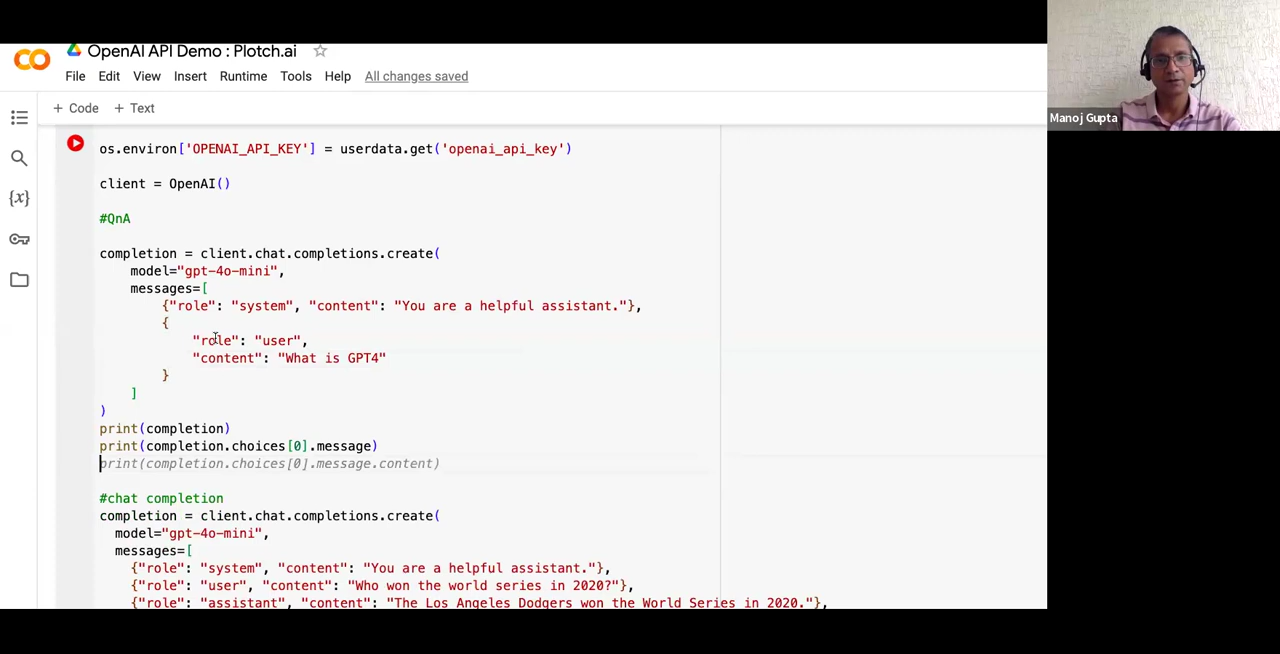 OpenAI API Demo : Plotch.ai
File Edit View Insert Runtime Tools Help All changes saved
+ Code + Text
os.environ['OPENAI_API_KEY'] = userdata.get('openai_api_key')
client = OpenAI()
#QnA
completion = client.chat.completions.create(
model="gpt-4o-mini",
messages=[
{"role": "system", "content": "You are a helpful assistant."},
{
"role": "user",
"content": "What is GPT4"
}
]
)
print(completion)
print(completion.choices[0].message)
print(completion.choices[0].message.content)
#chat completion
completion = client.chat.completions.create(
model="gpt-4o-mini",
messages=[
{"role": "system", "content": "You are a helpful assistant."},
{"role": "user", "content": "Who won the world series in 2020?"},
{"role": "assistant", "content": "The Los Angeles Dodgers won the World Series in 2020."},
Manoj Gupta